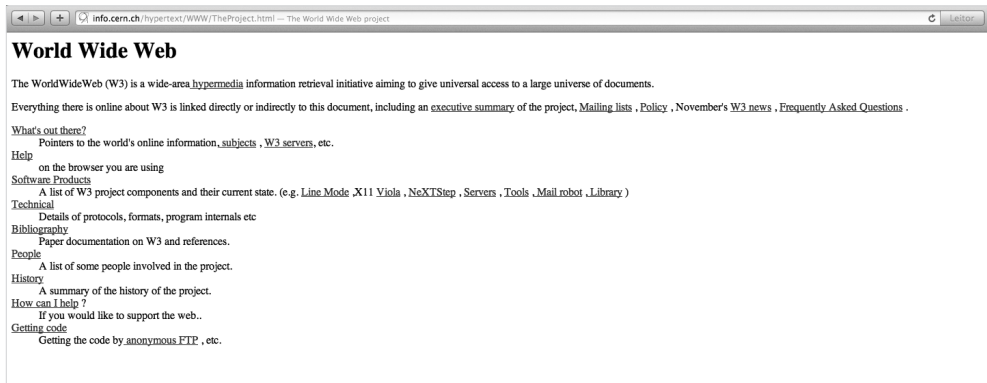 info.cern.ch/hypertext/WWW/TheProject.html — The World Wide Web project
Leitor
World Wide Web
The WorldWideWeb (W3) is a wide-area hypermedia information retrieval initiative aiming to give universal access to a large universe of documents.
Everything there is online about W3 is linked directly or indirectly to this document, including an executive summary of the project, Mailing lists , Policy , November's W3 news , Frequently Asked Questions .
What's out there?
Pointers to the world's online information, subjects , W3 servers, etc.
Help
on the browser you are using
Software Products
A list of W3 project components and their current state. (e.g. Line Mode ,X11 Viola , NeXTStep , Servers , Tools , Mail robot , Library )
Technical
Details of protocols, formats, program internals etc
Bibliography
Paper documentation on W3 and references.
People
A list of some people involved in the project.
History
A summary of the history of the project.
How can I help ?
If you would like to support the web..
Getting code
Getting the code by anonymous FTP , etc.